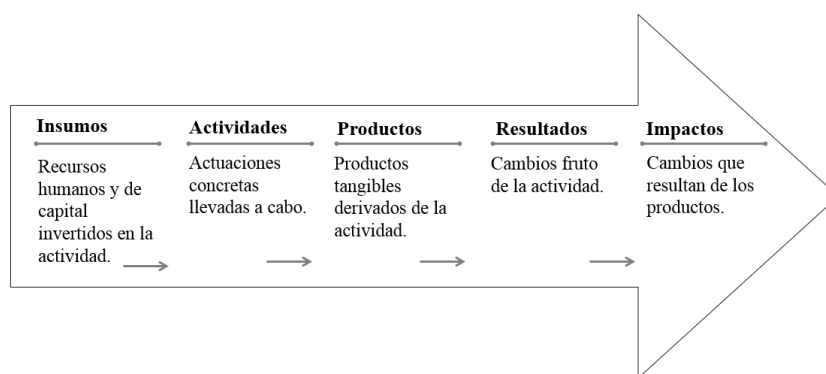 Insumos
Recursos
humanos y de
capital
invertidos en la
actividad.
Actividades
Actuaciones
concretas
llevadas a cabo.
Productos
Productos
tangibles
derivados de la
actividad.
Resultados
Cambios fruto
de la actividad.
Impactos
Cambios que
resultan de los
productos.